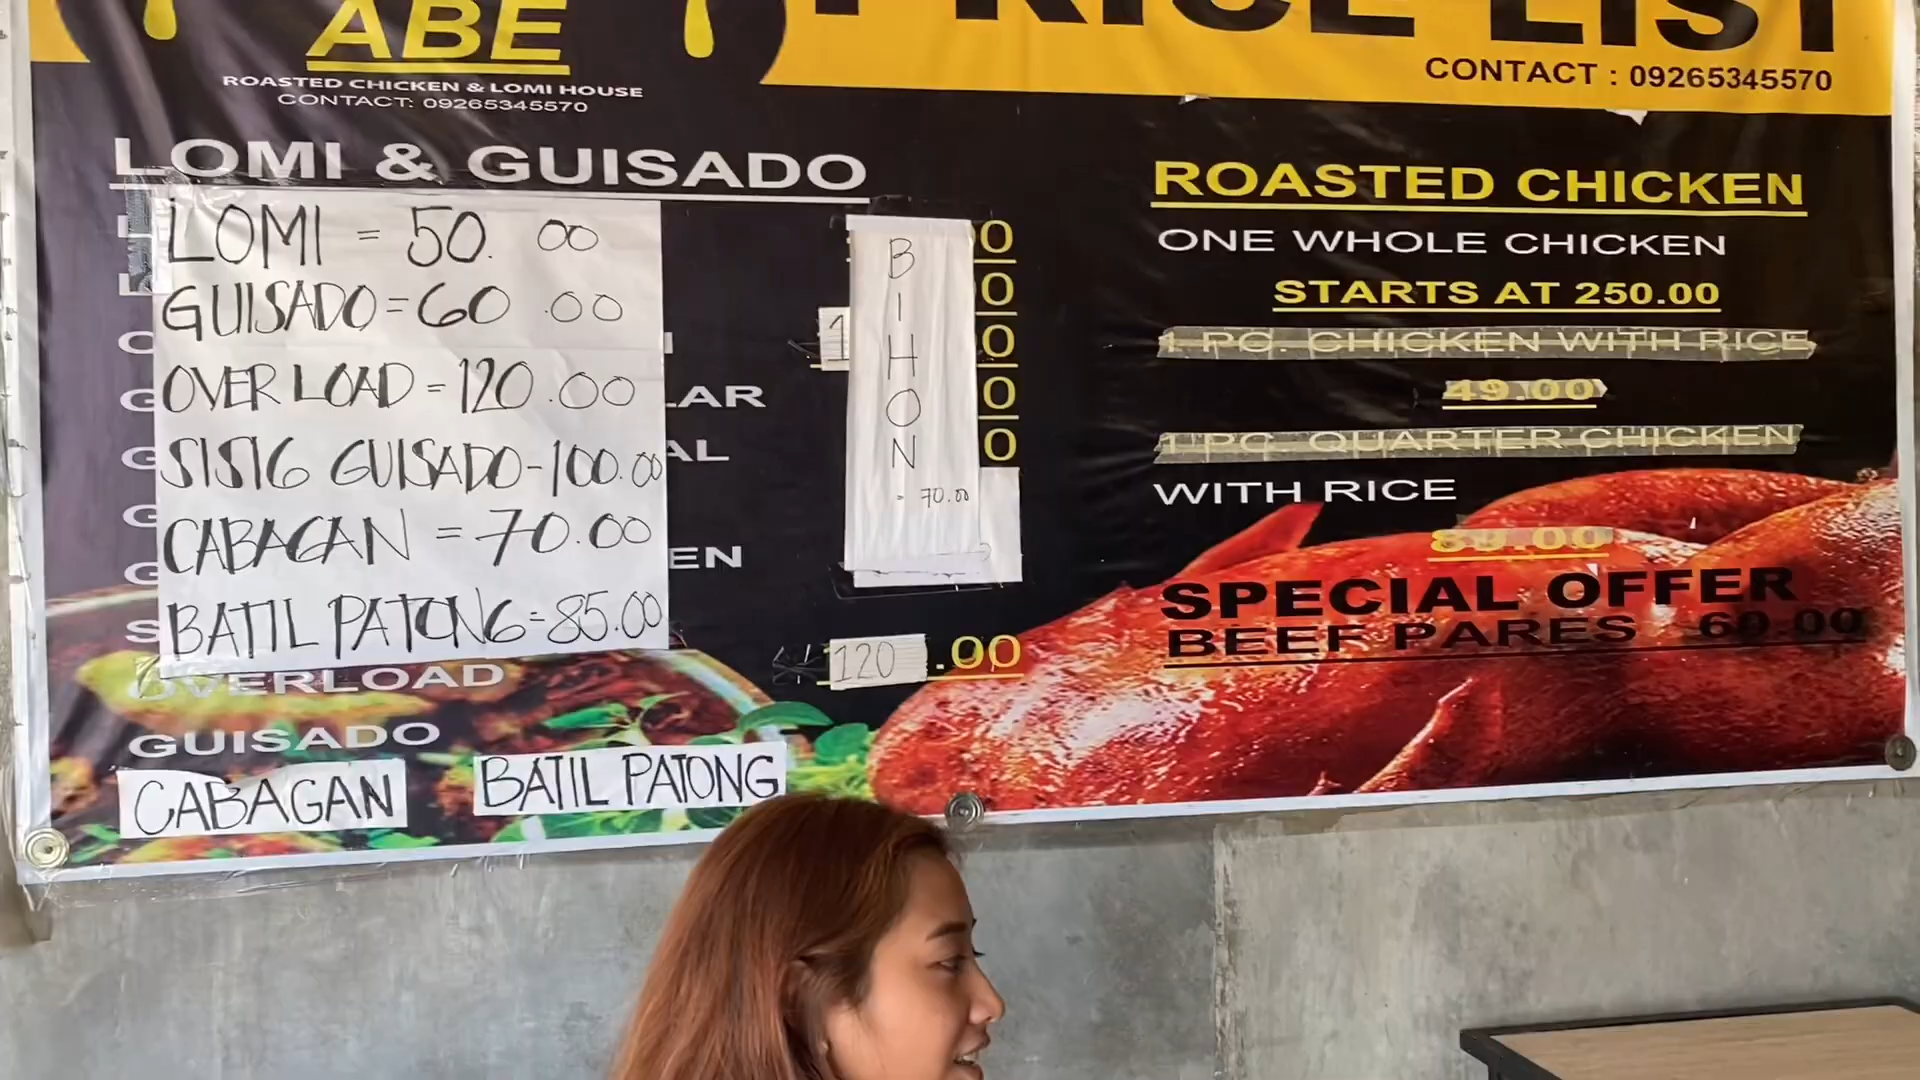 ABE
PRICE LIST
ROASTED CHICKEN & LOMI HOUSE
CONTACT: 09265345570
CONTACT : 09265345570
LOMI & GUISADO
LOMI = 50.00
GUISADO = 60.00
OVER LOAD = 120.00
SISIG GUISADO - 100.00
CABAGAN = 70.00
BATIL PATONG = 85.00
BIHON
= 70.00
120.00
OVERLOAD
GUISADO
CABAGAN
BATIL PATONG
ROASTED CHICKEN
ONE WHOLE CHICKEN
STARTS AT 250.00
1 PC. CHICKEN WITH RICE
49.00
1 PC. QUARTER CHICKEN
WITH RICE
89.00
SPECIAL OFFER
BEEF PARES 60.00